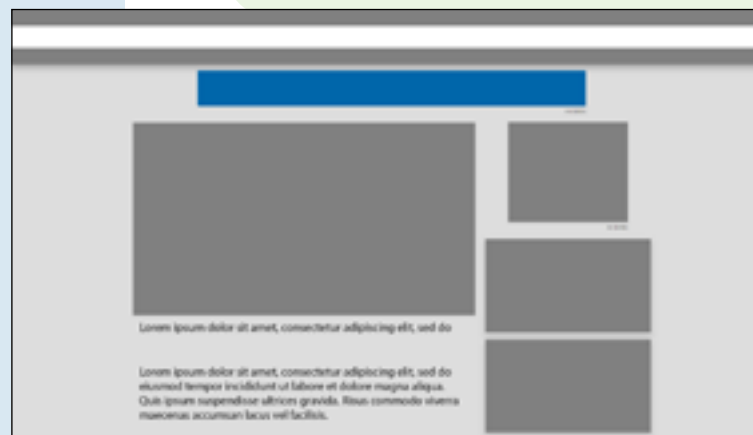 Lorem ipsum dolor sit amet, consectetur adipiscing elit, sed do
Lorem ipsum dolor sit amet, consectetur adipiscing elit, sed do
eiusmod tempor incididunt ut labore et dolore magna aliqua.
Quis ipsum suspendisse ultrices gravida. Risus commodo viverra
maecenas accumsan lacus vel facilisis.